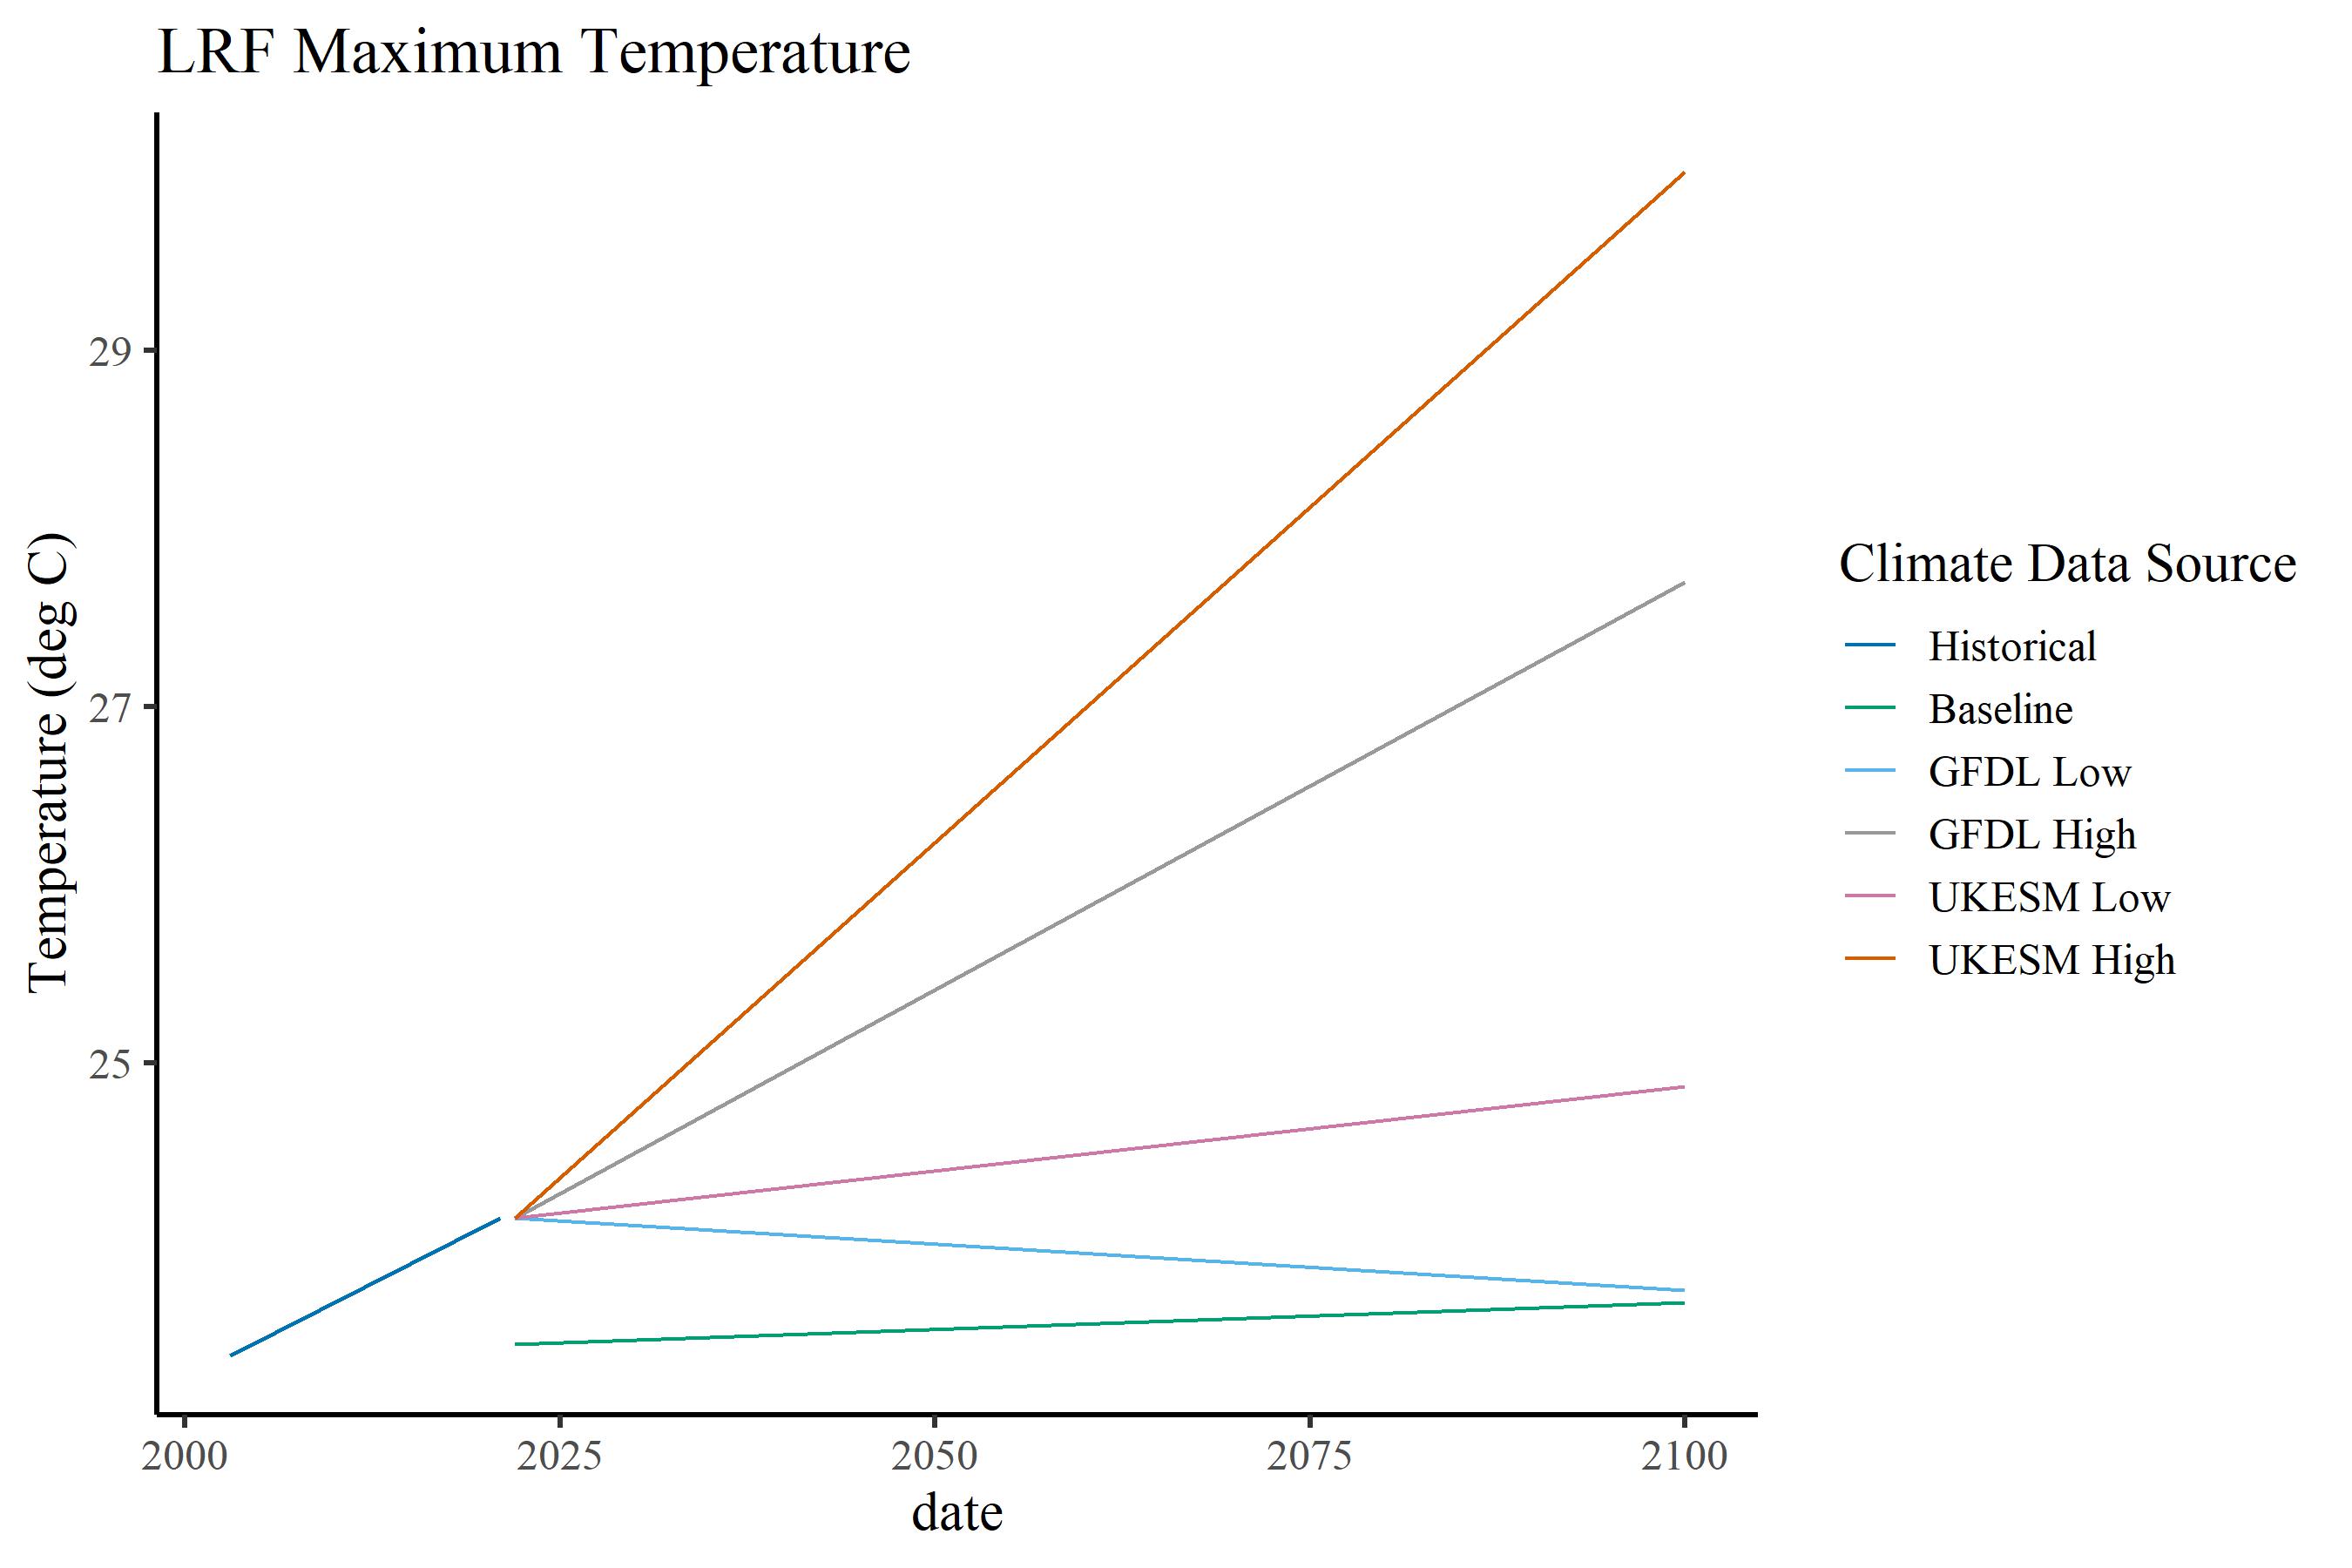 LRF Maximum Temperature
Temperature (deg C)
29
27
25
2000 2025 2050 2075 2100
date
Climate Data Source
Historical
Baseline
GFDL Low
GFDL High
UKESM Low
UKESM High